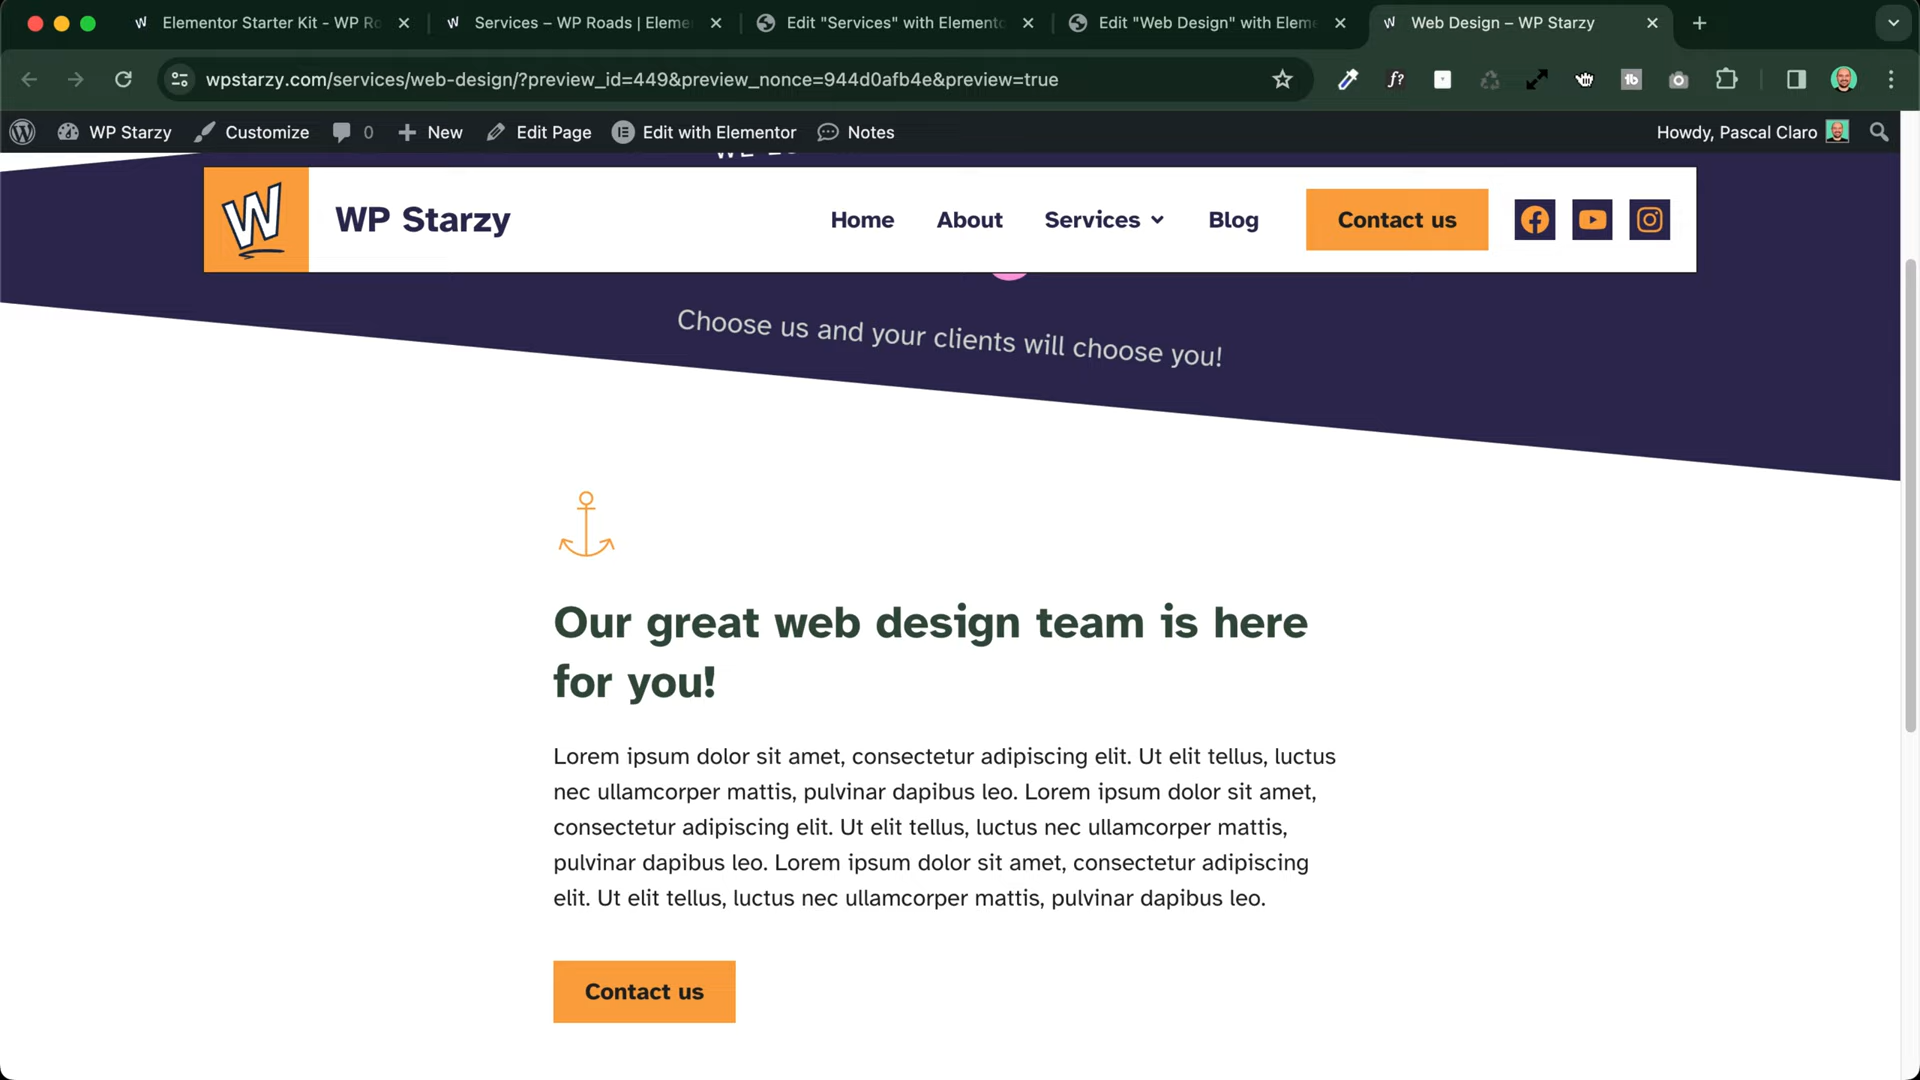 Elementor Starter Kit - WP Ro
Services – WP Roads | Eleme
Edit "Services" with Elemento
Edit "Web Design" with Elem
Web Design – WP Starzy
wpstarzy.com/services/web-design/?preview_id=449&preview_nonce=944d0afb4e&preview=true
WP Starzy
Customize
0
New
Edit Page
Edit with Elementor
Notes
Howdy, Pascal Claro
W
WP Starzy
Home
About
Services
Blog
Contact us
Choose us and your clients will choose you!
Our great web design team is here
for you!
Lorem ipsum dolor sit amet, consectetur adipiscing elit. Ut elit tellus, luctus
nec ullamcorper mattis, pulvinar dapibus leo. Lorem ipsum dolor sit amet,
consectetur adipiscing elit. Ut elit tellus, luctus nec ullamcorper mattis,
pulvinar dapibus leo. Lorem ipsum dolor sit amet, consectetur adipiscing
elit. Ut elit tellus, luctus nec ullamcorper mattis, pulvinar dapibus leo.
Contact us